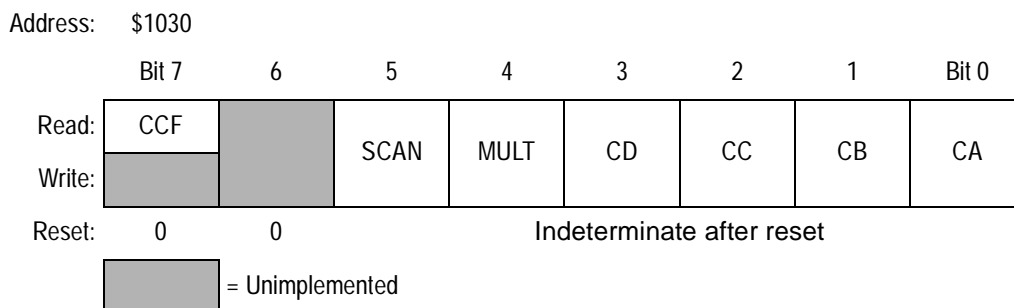 Address: $1030
Bit 7 6 5 4 3 2 1 Bit 0
Read: CCF
SCAN MULT CD CC CB CA
Write:
Reset: 0 0 Indeterminate after reset
= Unimplemented